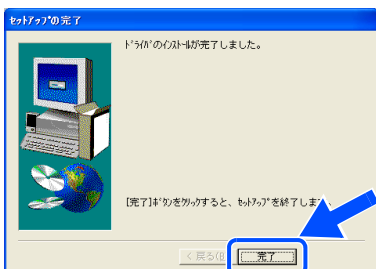 ｾｯﾄｱｯﾌﾟの完了
ﾄﾞﾗｲﾊﾞのｲﾝｽﾄｰﾙが完了しました。
[完了]ﾎﾞﾀﾝをｸﾘｯｸすると、ｾｯﾄｱｯﾌﾟを終了しま
< 戻る(B
完了